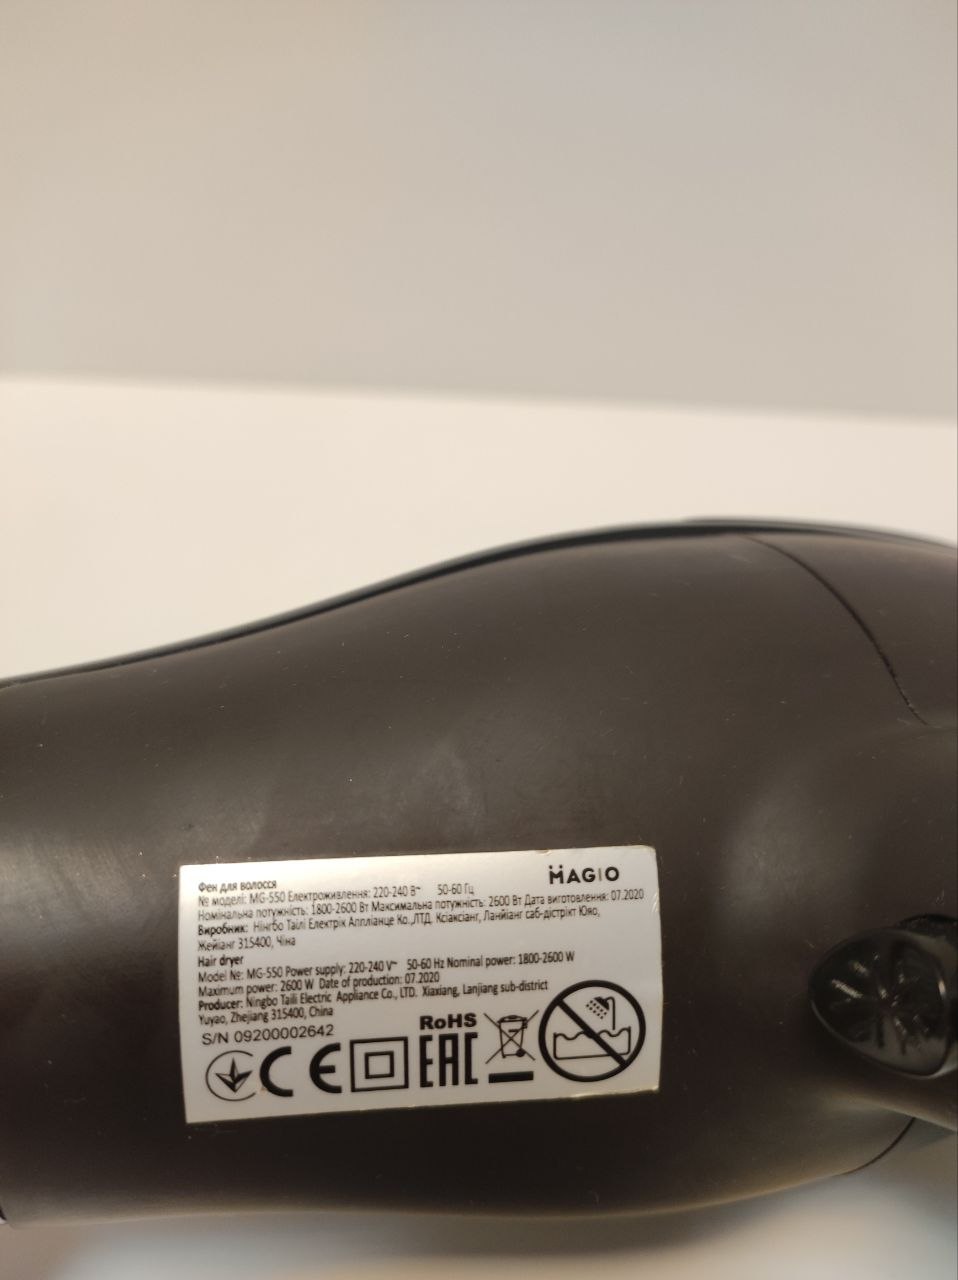 MAGIO
Фен для волосся
№ моделі: MG-550 Електроживлення: 220-240 В~ 50-60 Гц
Номінальна потужність: 1800-2600 Вт Максимальна потужність: 2600 Вт Дата виготовлення: 07.2020
Виробник: Нінгбо Таілі Електрік Аппліанце Ко.,ЛТД. Ксіаксіанг, Ланйіанг саб-дістрікт Юяо,
Жейіанг 315400, Чіна
Hair dryer
Model №: MG-550 Power supply: 220-240 V~ 50-60 Hz Nominal power: 1800-2600 W
Maximum power: 2600 W Date of production: 07.2020
Producer: Ningbo Taili Electric Appliance Co., LTD. Xiaxiang, Lanjiang sub-district
Yuyao, Zhejiang 315400, China
S/N 09200002642
RoHS
CE EAC